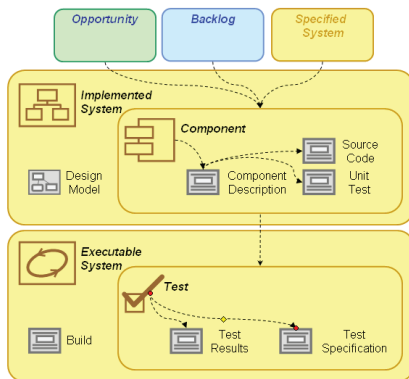 Opportunity
Backlog
Specified
System
Implemented
System
Component
Source
Code
Design
Model
Component
Description
Unit
Test
Executable
System
Test
Build
Test
Results
Test
Specification